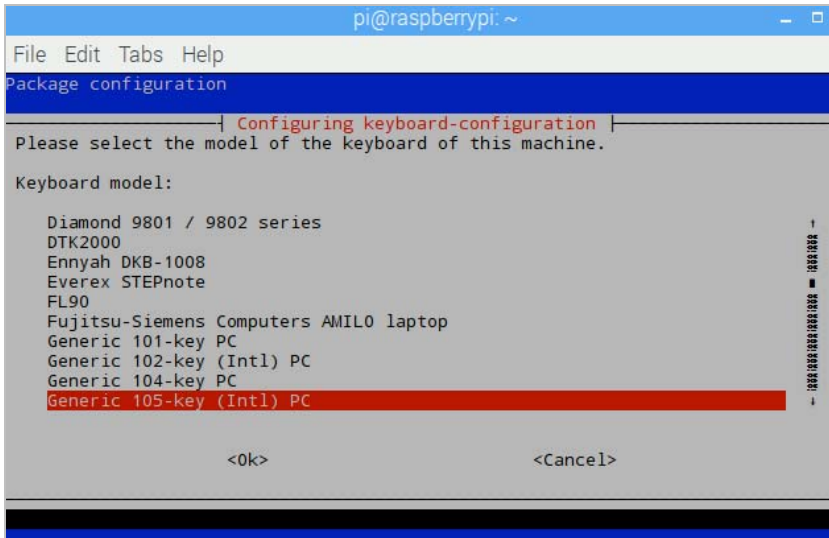 pi@raspberrypi: ~
File Edit Tabs Help
Package configuration
Configuring keyboard-configuration
Please select the model of the keyboard of this machine.
Keyboard model:
Diamond 9801 / 9802 series
DTK2000
Ennyah DKB-1008
Everex STEPnote
FL90
Fujitsu-Siemens Computers AMILO laptop
Generic 101-key PC
Generic 102-key (Intl) PC
Generic 104-key PC
Generic 105-key (Intl) PC
<Ok> <Cancel>